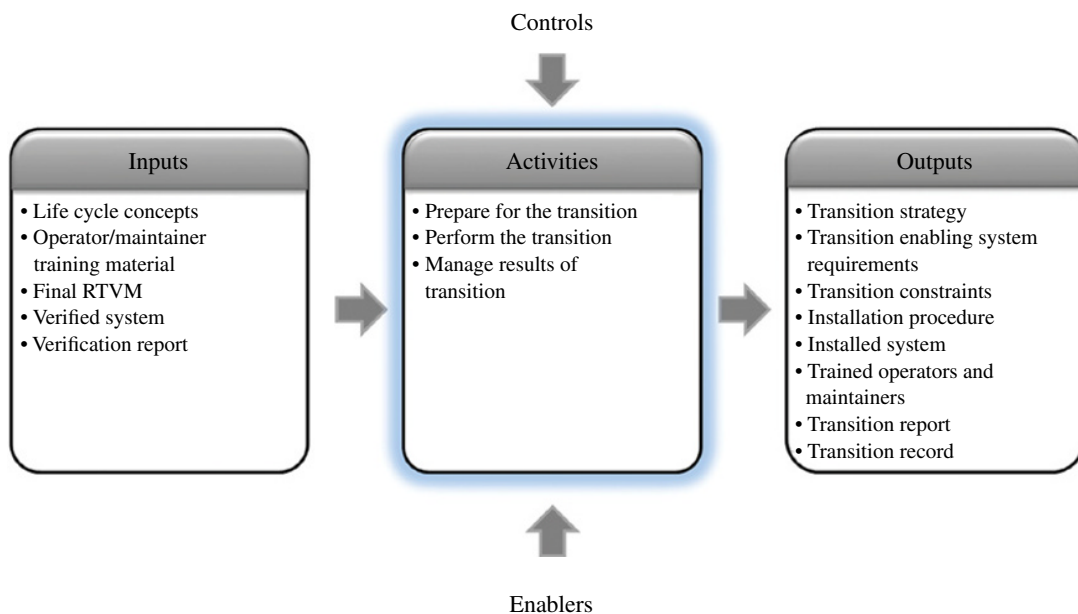 Controls
Inputs
• Life cycle concepts
• Operator/maintainer
training material
• Final RTVM
• Verified system
• Verification report
Activities
• Prepare for the transition
• Perform the transition
• Manage results of
transition
Outputs
• Transition strategy
• Transition enabling system
requirements
• Transition constraints
• Installation procedure
• Installed system
• Trained operators and
maintainers
• Transition report
• Transition record
Enablers